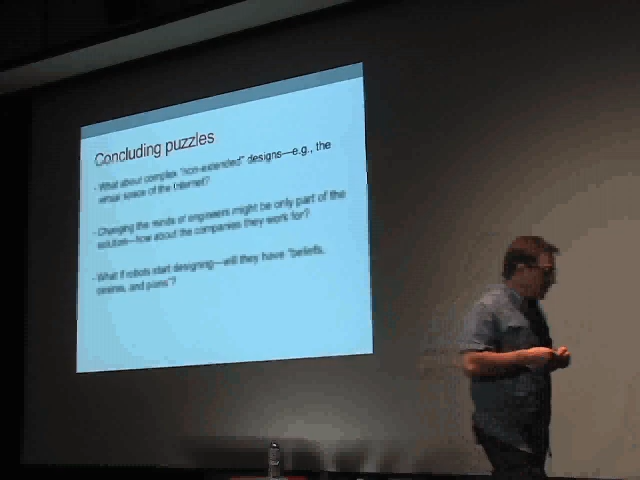 Concluding puzzles
- What about complex "non-extended" designs—e.g., the
virtual space of the Internet?
- Changing the minds of engineers might be only part of the
solution—how about the companies they work for?
- What if robots start designing—will they have "beliefs,
desires, and plans"?